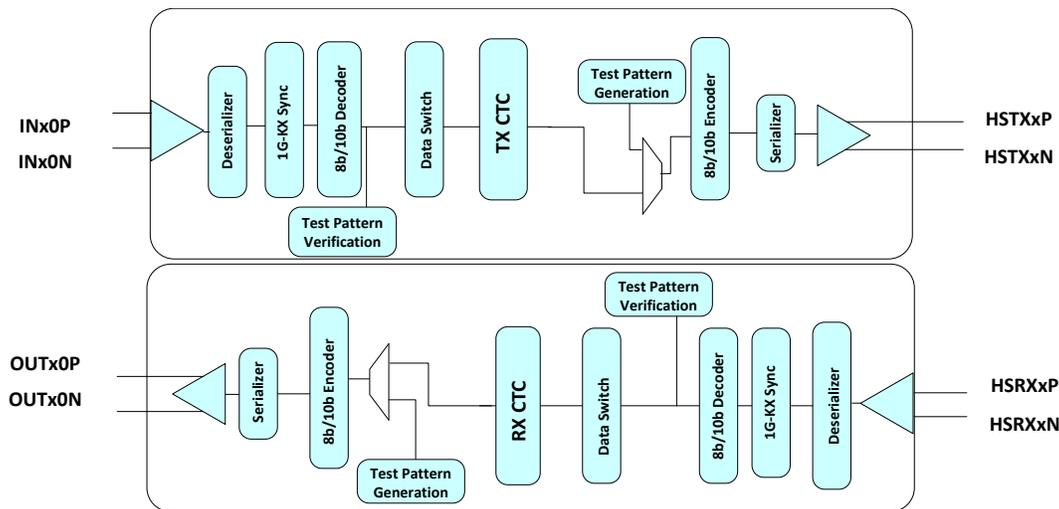 INx0P
INx0N
Deserializer
1G-KX Sync
8b/10b Decoder
Test Pattern
Verification
Data Switch
TX CTC
Test Pattern
Generation
8b/10b Encoder
Serializer
HSTXxP
HSTXxN
OUTx0P
OUTx0N
Serializer
8b/10b Encoder
Test Pattern
Generation
RX CTC
Data Switch
Test Pattern
Verification
8b/10b Decoder
1G-KX Sync
Deserializer
HSRXxP
HSRXxN